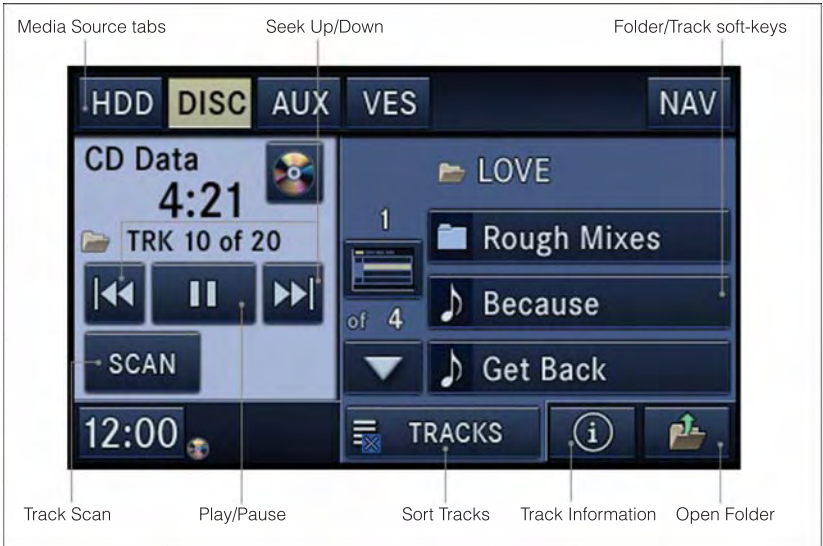 Media Source tabs
Seek Up/Down
Folder/Track soft-keys
HDD DISC AUX VES NAV
CD Data
4:21
TRK 10 of 20
SCAN
12:00
LOVE
1
of 4
Rough Mixes
Because
Get Back
TRACKS
i
Track Scan
Play/Pause
Sort Tracks
Track Information
Open Folder